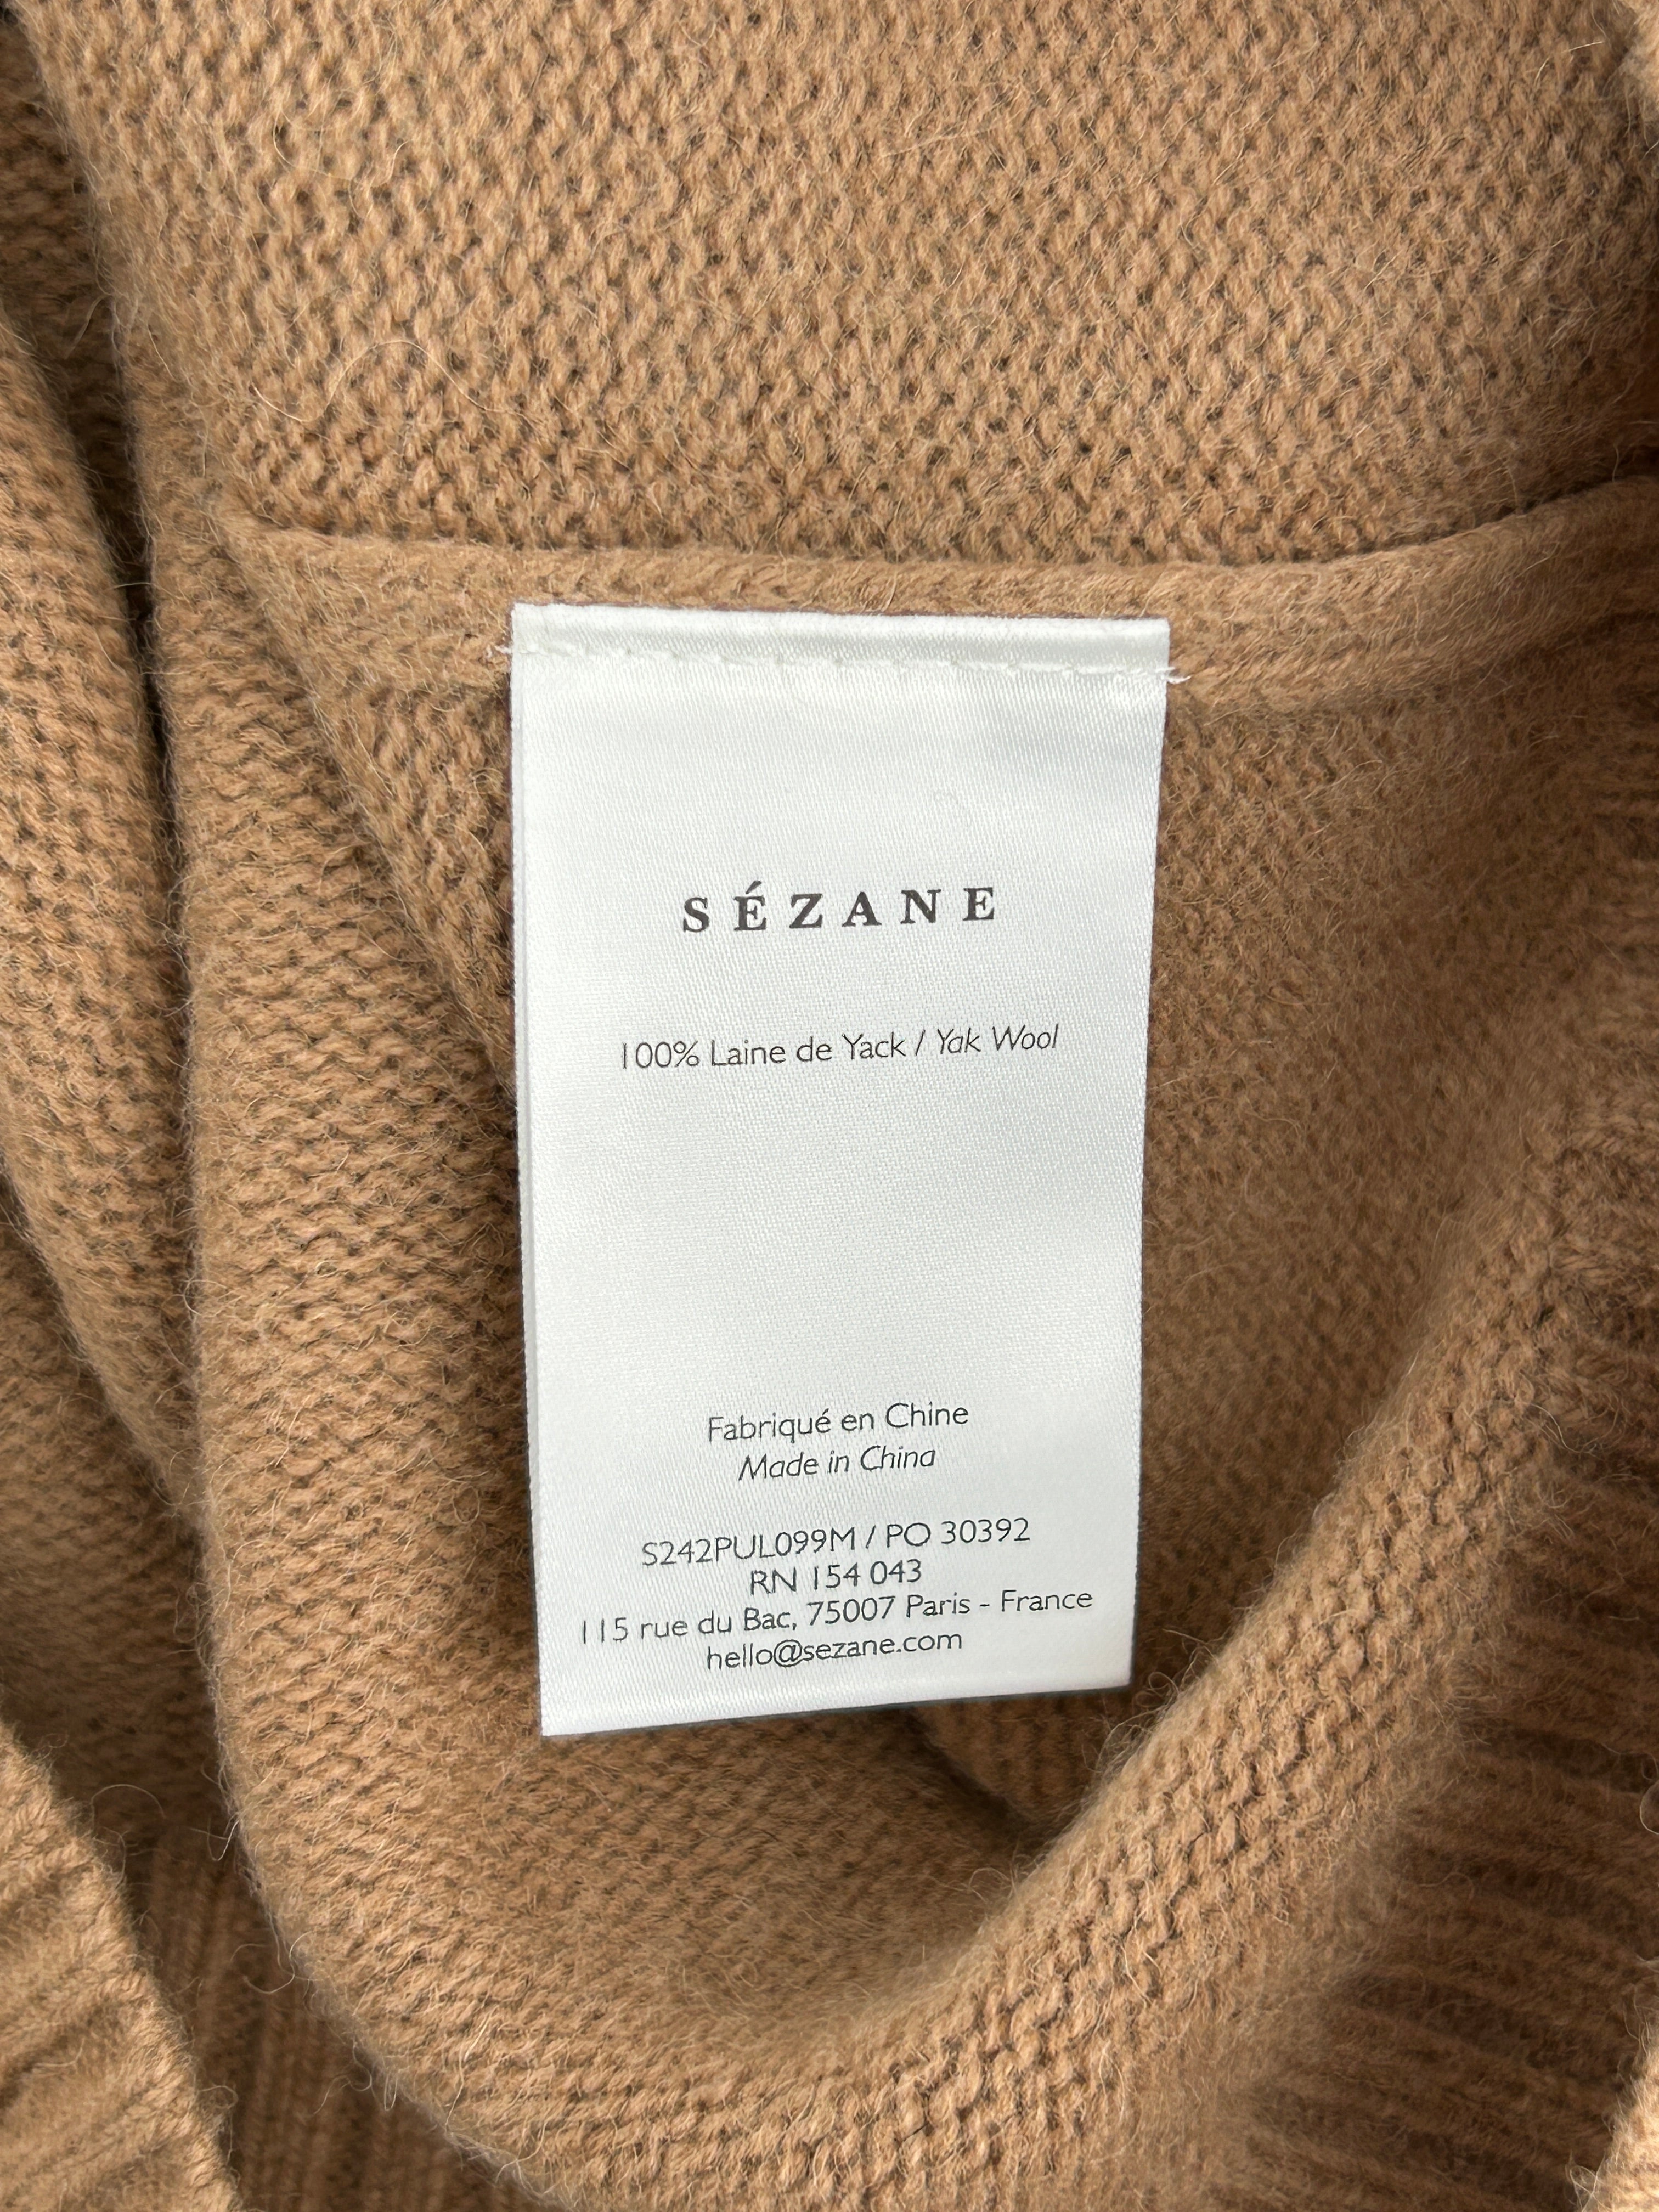 SÉZANE
100% Laine de Yack / Yak Wool
Fabriqué en Chine
Made in China
S242PUL099M / PO 30392
RN 154 043
115 rue du Bac, 75007 Paris - France
hello@sezane.com